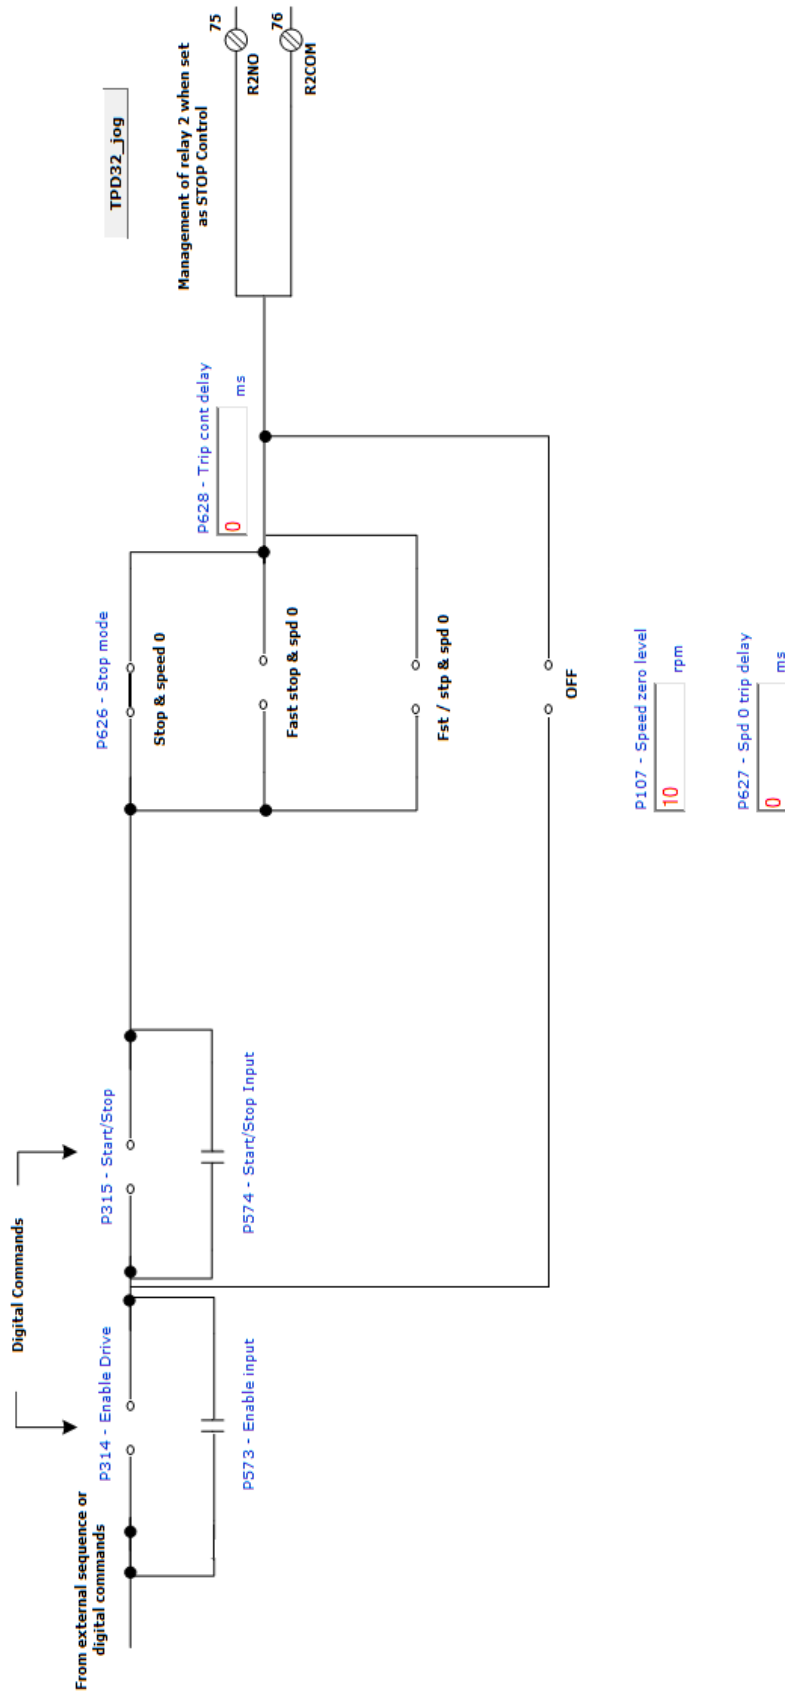 TPD32_jog
Digital Commands
From external sequence or
digital commands
P314 - Enable Drive
P315 - Start/Stop
P573 - Enable input
P574 - Start/Stop Input
P626 - Stop mode
Stop & speed 0
Fast stop & spd 0
Fst / stp & spd 0
OFF
P628 - Trip cont delay
0
ms
Management of relay 2 when set
as STOP Control
75
R2NO
76
R2COM
P107 - Speed zero level
10
rpm
P627 - Spd 0 trip delay
0
ms